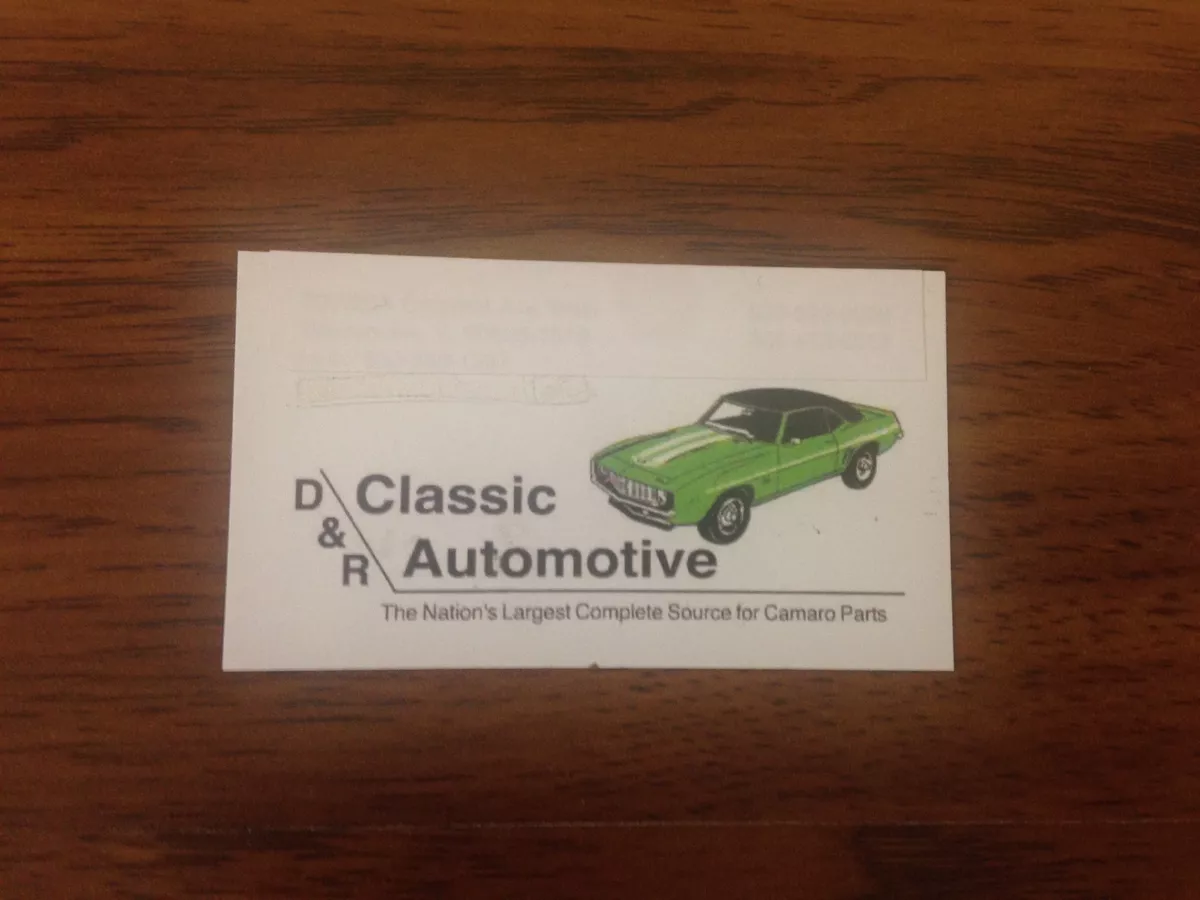 D
& 
R
Classic
Automotive
The Nation's Largest Complete Source for Camaro Parts